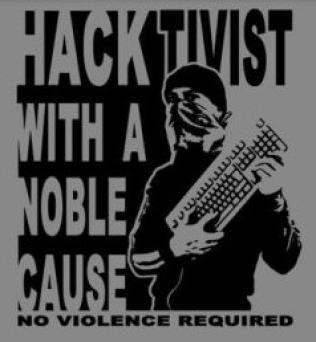 HACKTIVIST
WITH A
NOBLE
CAUSE
NO VIOLENCE REQUIRED